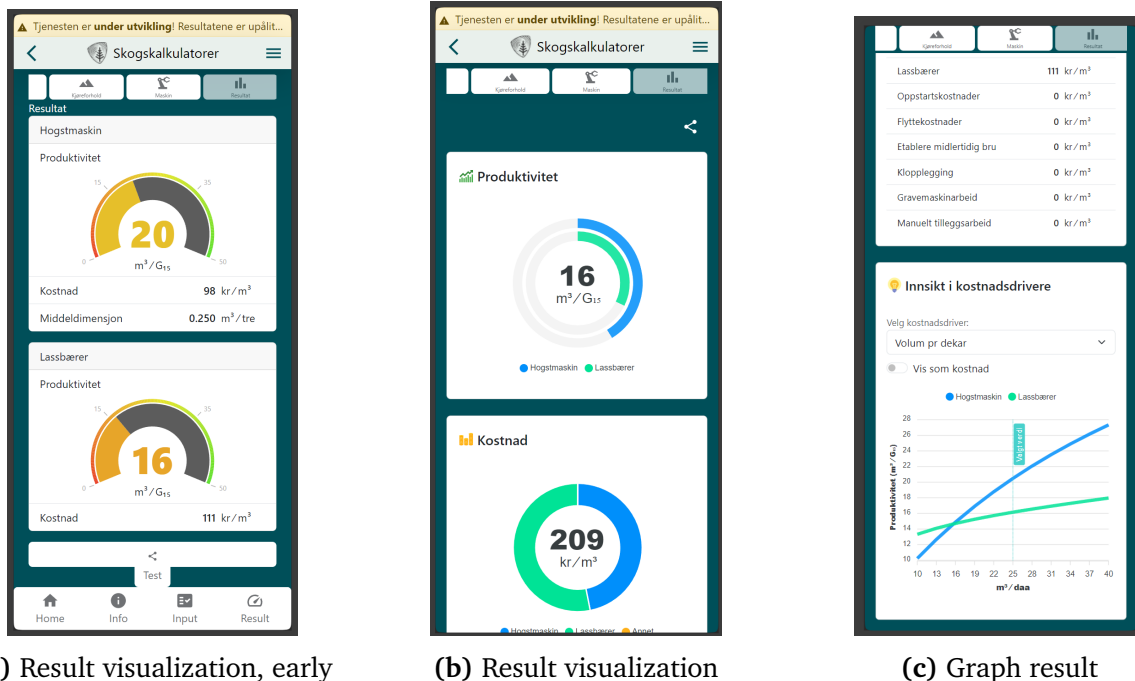 Tjenesten er under utvikling! Resultatene er upålit...
Skogskalkulatorer
Kjøreforhold Maskin Resultat
Resultat
Hogstmaskin
Produktivitet
15 35
20
0 m³/G₁₅ 50
Kostnad 98 kr/m³
Middeldimensjon 0.250 m³/tre
Lassbærer
Produktivitet
15 35
16
0 m³/G₁₅ 50
Kostnad 111 kr/m³
Test
Home Info Input Result
) Result visualization, early
Tjenesten er under utvikling! Resultatene er upålit...
Skogskalkulatorer
Kjøreforhold Maskin Resultat
Produktivitet
16
m³/G₁₅
Hogstmaskin Lassbærer
Kostnad
209
kr/m³
Hogstmaskin Lassbærer Annet
(b) Result visualization
Kjøreforhold Maskin Resultat
Lassbærer 111 kr/m³
Oppstartskostnader 0 kr/m³
Flyttekostnader 0 kr/m³
Etablere midlertidig bru 0 kr/m³
Klopplegging 0 kr/m³
Gravemaskinarbeid 0 kr/m³
Manuelt tilleggsarbeid 0 kr/m³
Innsikt i kostnadsdrivere
Velg kostnadsdriver:
Volum pr dekar
Vis som kostnad
Hogstmaskin Lassbærer
Produktivitet (m³/G₁₅)
28
26
24
22
20
18
16
14
12
10
Valgt verdi
10 13 16 19 22 25 28 31 34 37 40
m³/daa
(c) Graph result